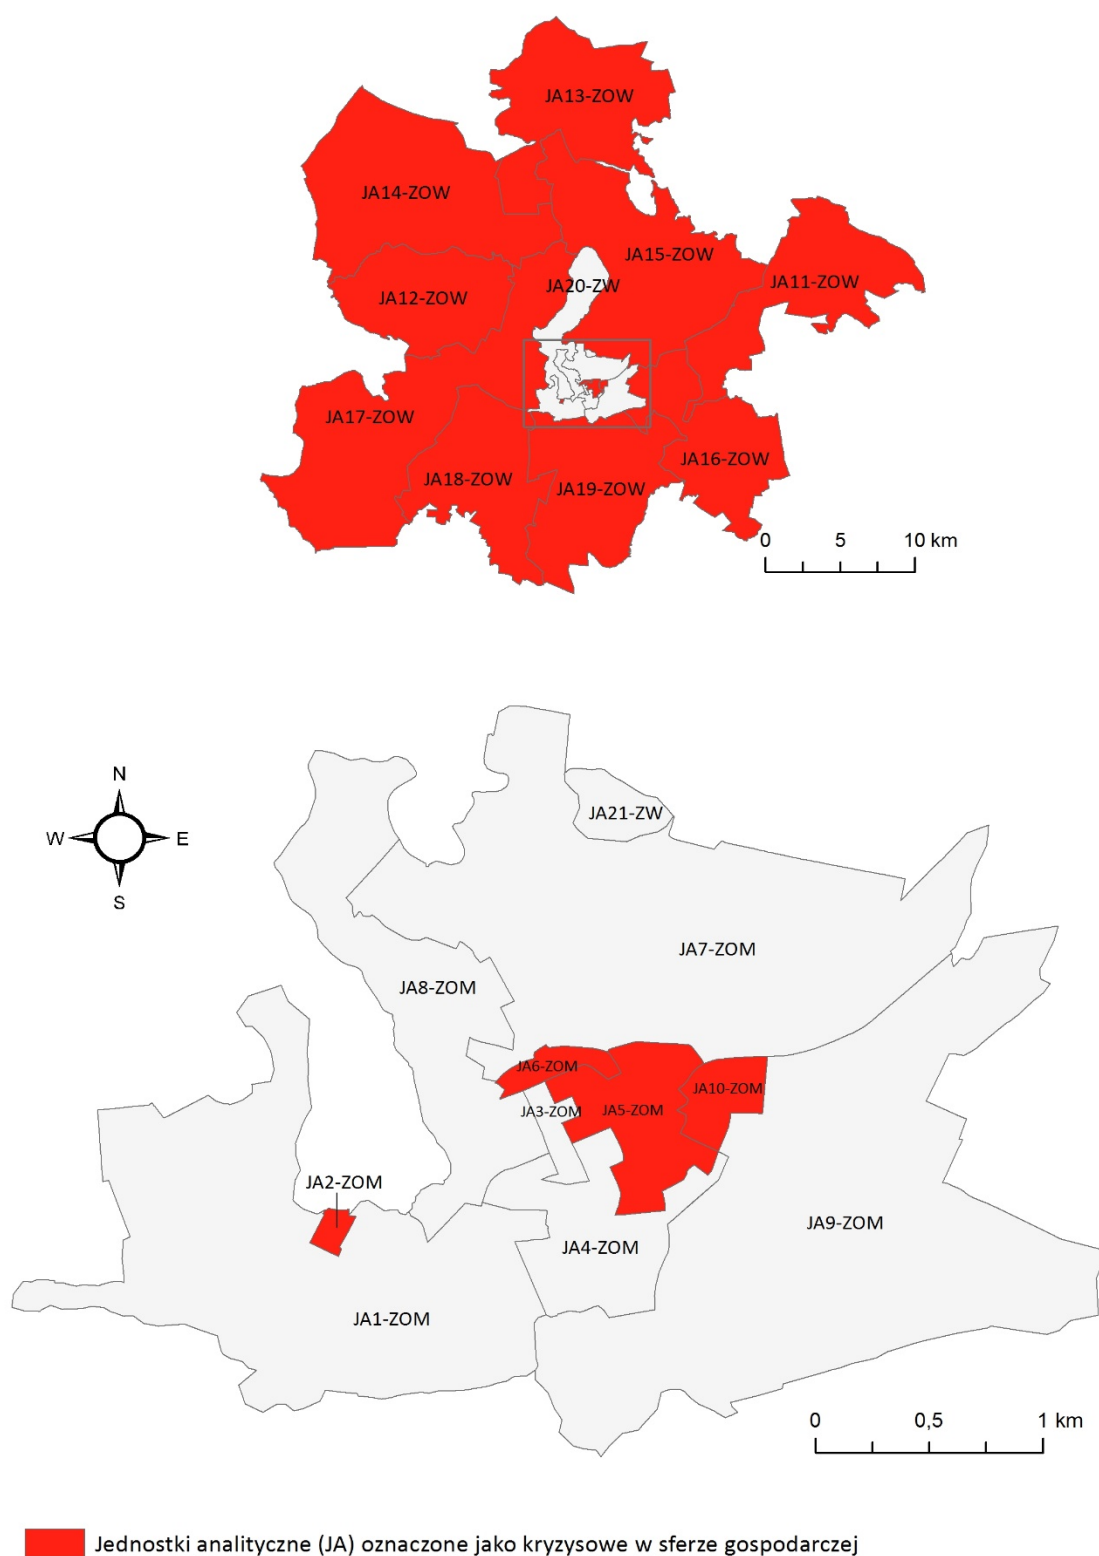 JA13-ZOW
JA14-ZOW
JA15-ZOW
JA11-ZOW
JA20-ZW
JA12-ZOW
JA17-ZOW
JA18-ZOW
JA19-ZOW
JA16-ZOW
0 5 10 km
N
W E
S
JA21-ZW
JA7-ZOM
JA8-ZOM
JA6-ZOM
JA10-ZOM
JA3-ZOM
JA5-ZOM
JA2-ZOM
JA9-ZOM
JA4-ZOM
JA1-ZOM
0 0,5 1 km
Jednostki analityczne (JA) oznaczone jako kryzysowe w sferze gospodarczej